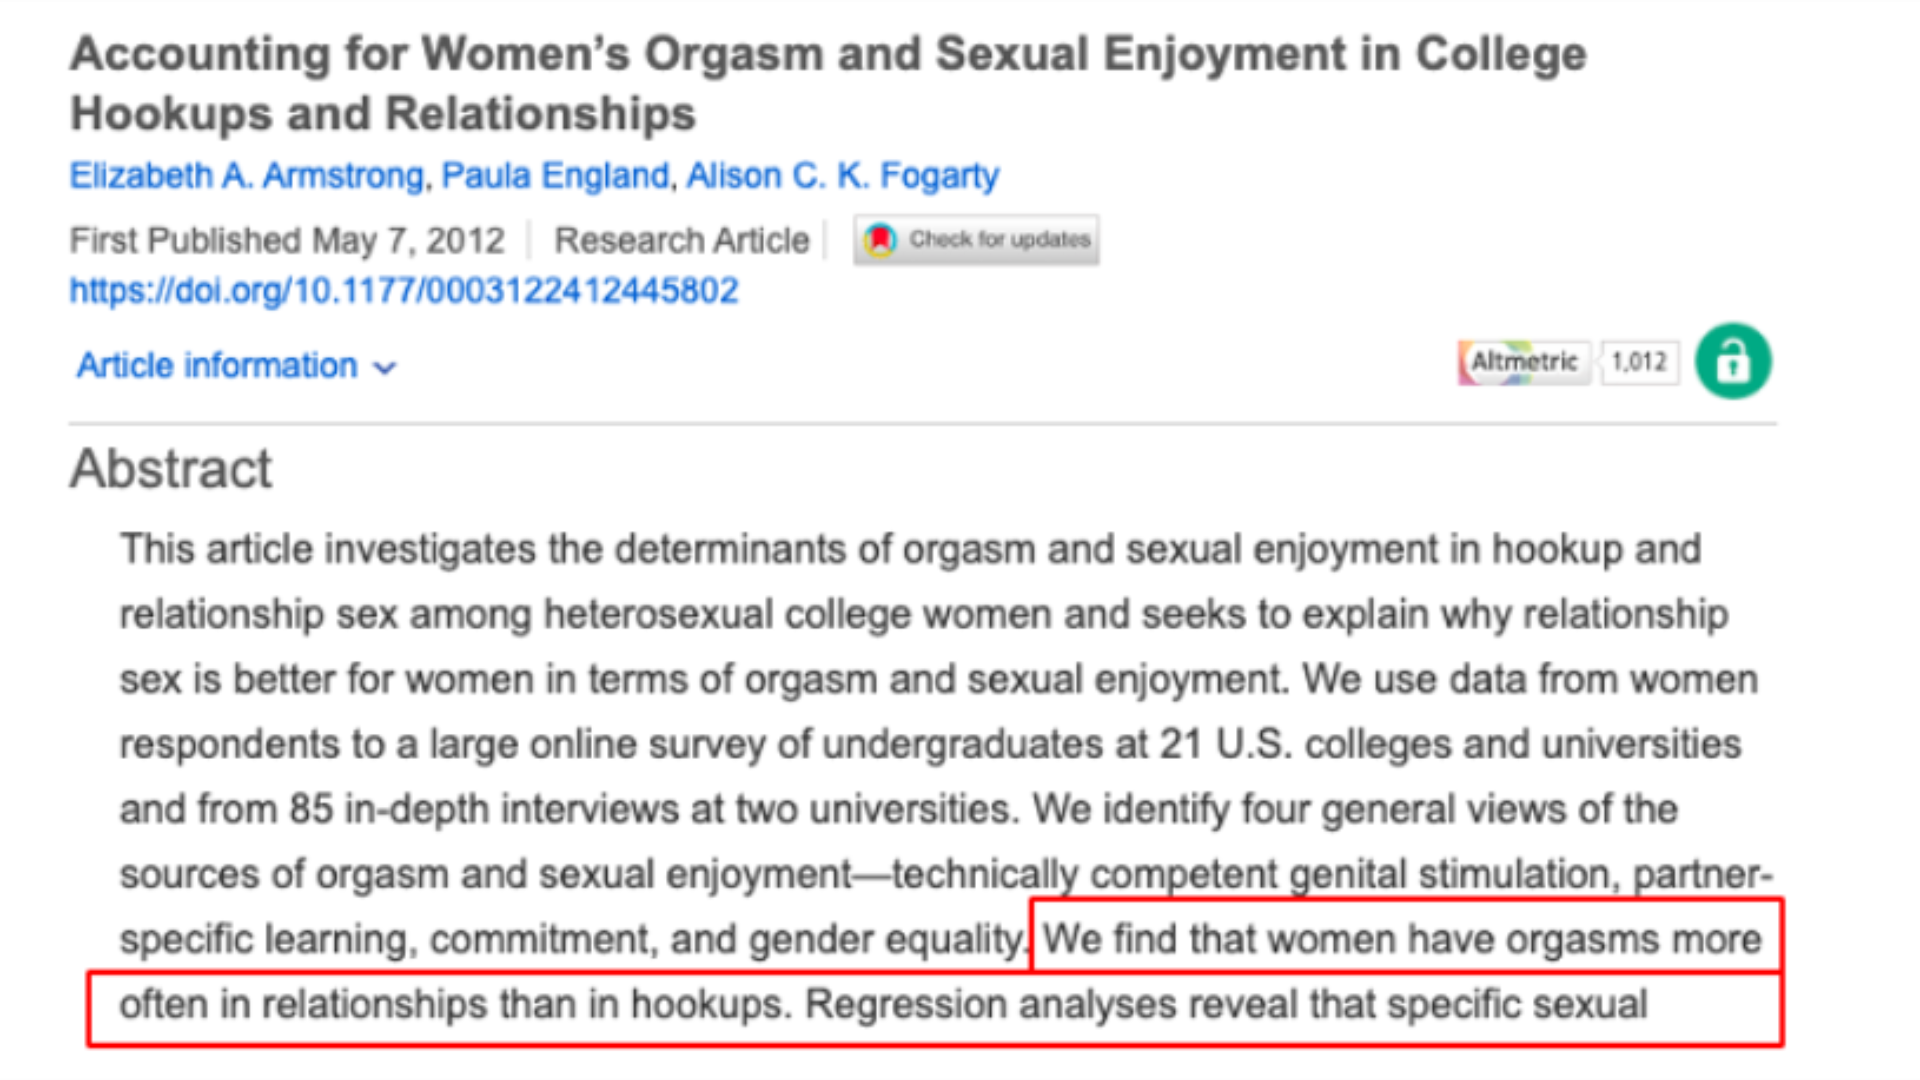 Accounting for Women's Orgasm and Sexual Enjoyment in College
Hookups and Relationships
Elizabeth A. Armstrong, Paula England, Alison C. K. Fogarty
First Published May 7, 2012 Research Article Check for updates
https://doi.org/10.1177/0003122412445802
Article information
Altmetric 1,012
Abstract
This article investigates the determinants of orgasm and sexual enjoyment in hookup and
relationship sex among heterosexual college women and seeks to explain why relationship
sex is better for women in terms of orgasm and sexual enjoyment. We use data from women
respondents to a large online survey of undergraduates at 21 U.S. colleges and universities
and from 85 in-depth interviews at two universities. We identify four general views of the
sources of orgasm and sexual enjoyment—technically competent genital stimulation, partner-
specific learning, commitment, and gender equality. We find that women have orgasms more
often in relationships than in hookups. Regression analyses reveal that specific sexual